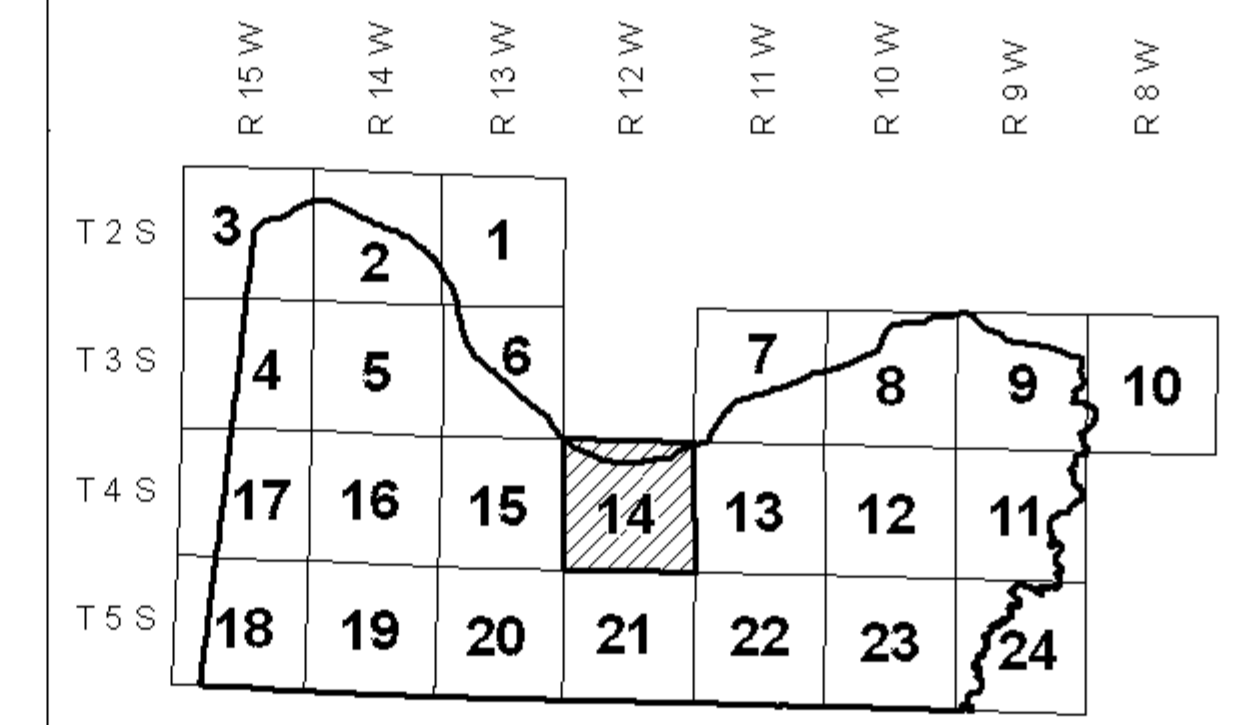 R 15 W R 14 W R 13 W R 12 W R 11 W R 10 W R 9 W R 8 W
T 2 S 3 2 1
T 3 S 4 5 6 7 8 9 10
T 4 S 17 16 15 14 13 12 11
T 5 S 18 19 20 21 22 23 24